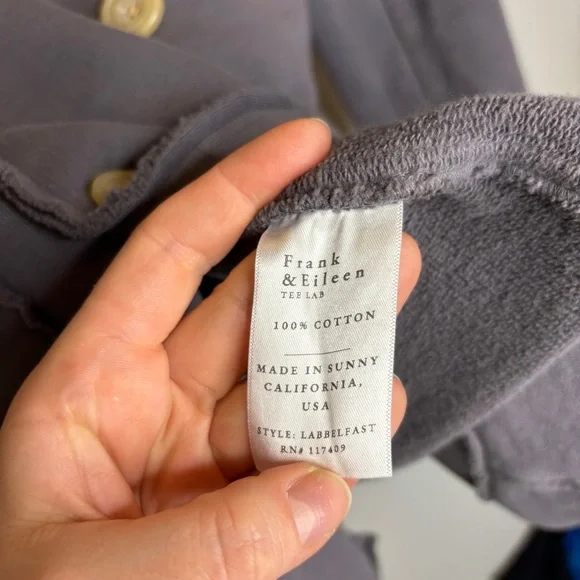 Frank
& Eileen
TEE LAB
100% COTTON
MADE IN SUNNY
CALIFORNIA,
USA
STYLE: LABBELFAST
RN# 117409